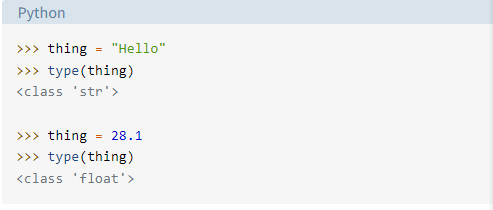 Python
>>> thing = "Hello"
>>> type(thing)
<class 'str'>
>>> thing = 28.1
>>> type(thing)
<class 'float'>